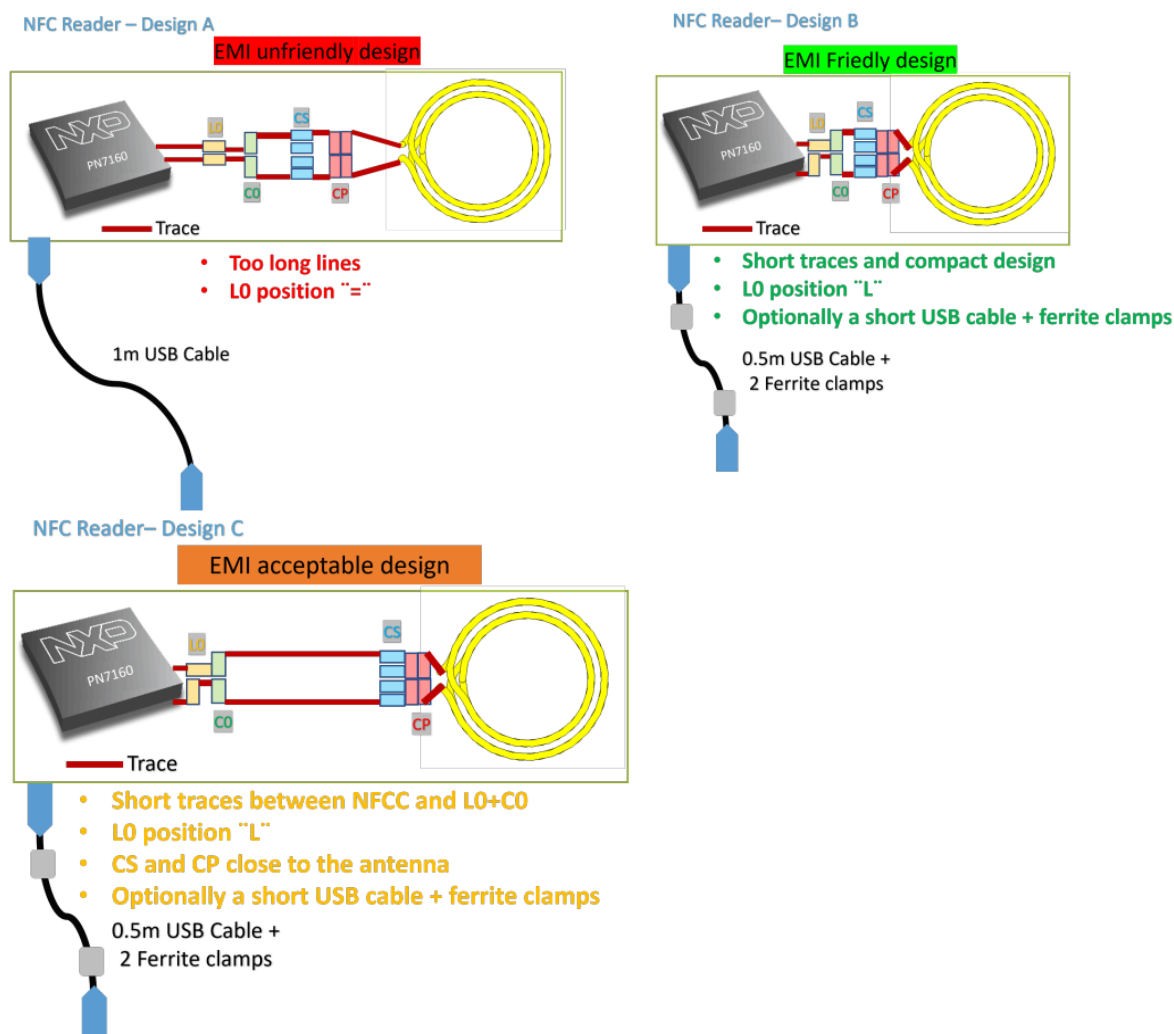 NFC Reader – Design A
EMI unfriendly design
NXP
PN7160
L0
C0
CS
CP
Trace
• Too long lines
• L0 position ¨=¨
1m USB Cable
NFC Reader– Design B
EMI Friedly design
NXP
PN7160
L0
C0
CS
CP
Trace
• Short traces and compact design
• L0 position ¨L¨
• Optionally a short USB cable + ferrite clamps
0.5m USB Cable +
2 Ferrite clamps
NFC Reader– Design C
EMI acceptable design
NXP
PN7160
L0
C0
CS
CP
Trace
• Short traces between NFCC and L0+C0
• L0 position ¨L¨
• CS and CP close to the antenna
• Optionally a short USB cable + ferrite clamps
0.5m USB Cable +
2 Ferrite clamps